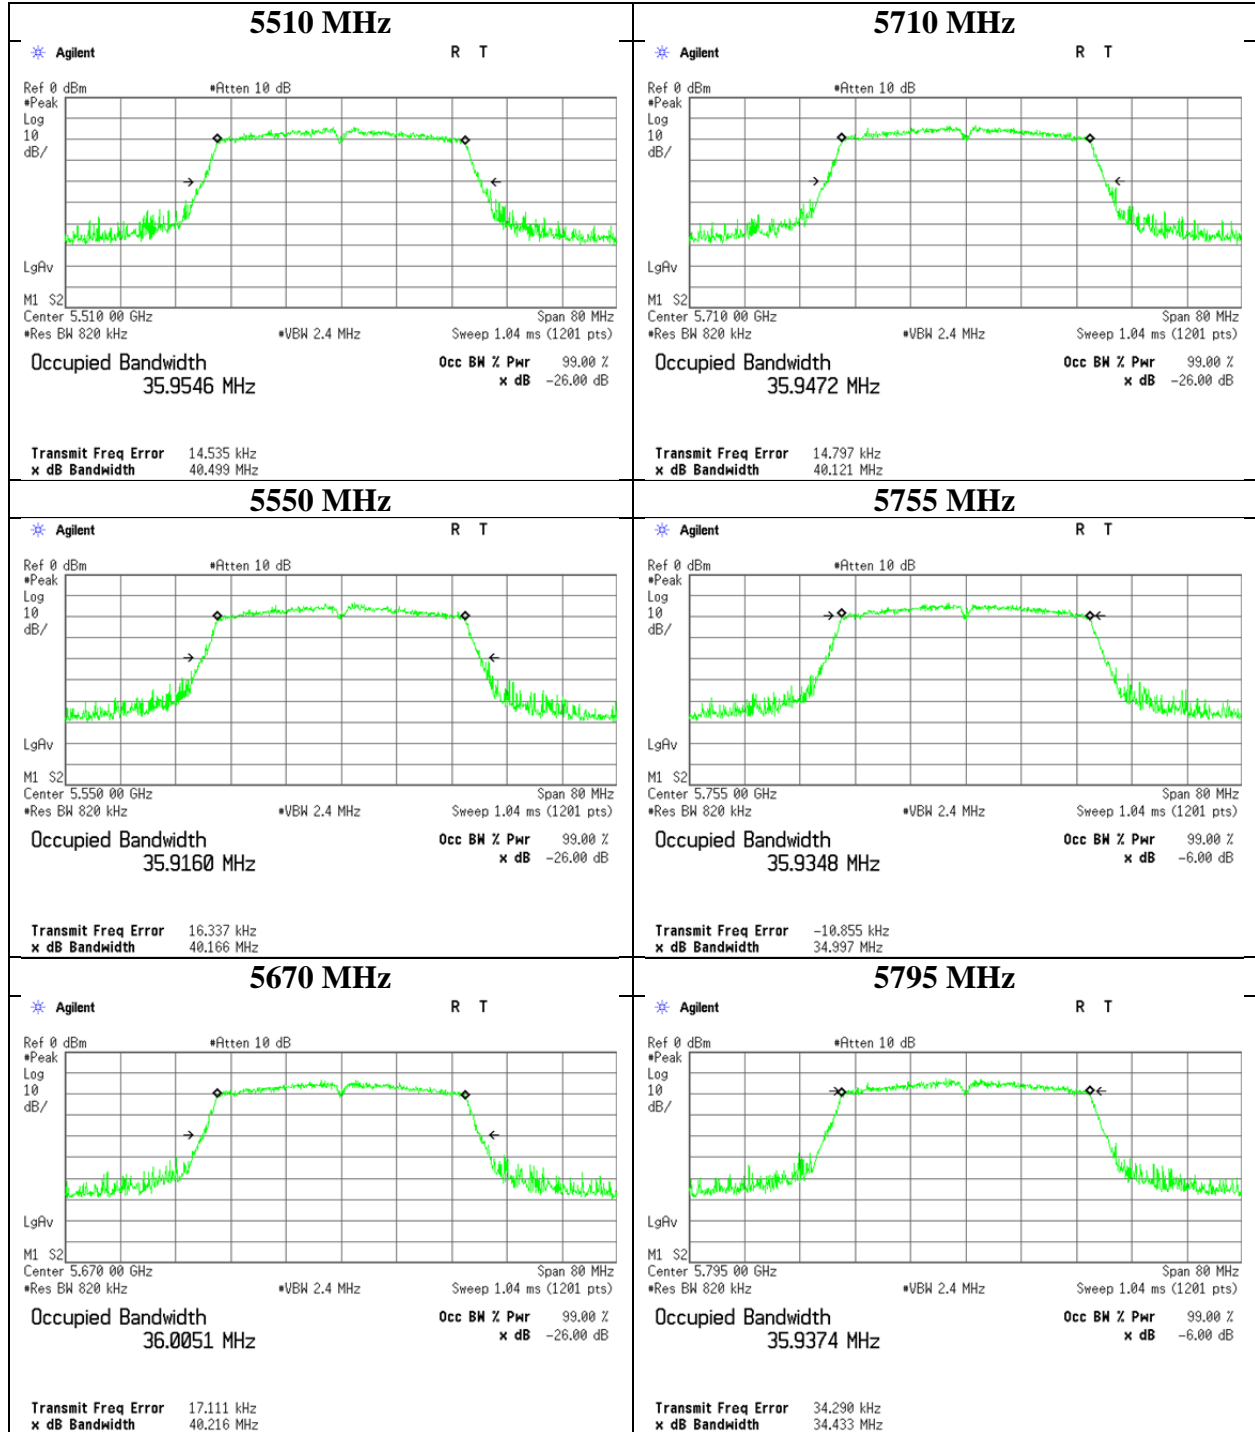 5510 MHz
Agilent R T
Ref 0 dBm #Atten 10 dB
#Peak
Log
10
dB/
LgAv
M1 S2
Center 5.510 00 GHz Span 80 MHz
#Res BW 820 kHz #VBW 2.4 MHz Sweep 1.04 ms (1201 pts)
Occupied Bandwidth Occ BW % Pwr 99.00 %
35.9546 MHz x dB -26.00 dB
Transmit Freq Error 14.535 kHz
x dB Bandwidth 40.499 MHz
5710 MHz
Agilent R T
Ref 0 dBm #Atten 10 dB
#Peak
Log
10
dB/
LgAv
M1 S2
Center 5.710 00 GHz Span 80 MHz
#Res BW 820 kHz #VBW 2.4 MHz Sweep 1.04 ms (1201 pts)
Occupied Bandwidth Occ BW % Pwr 99.00 %
35.9472 MHz x dB -26.00 dB
Transmit Freq Error 14.797 kHz
x dB Bandwidth 40.121 MHz
5550 MHz
Agilent R T
Ref 0 dBm #Atten 10 dB
#Peak
Log
10
dB/
LgAv
M1 S2
Center 5.550 00 GHz Span 80 MHz
#Res BW 820 kHz #VBW 2.4 MHz Sweep 1.04 ms (1201 pts)
Occupied Bandwidth Occ BW % Pwr 99.00 %
35.9160 MHz x dB -26.00 dB
Transmit Freq Error 16.337 kHz
x dB Bandwidth 40.166 MHz
5755 MHz
Agilent R T
Ref 0 dBm #Atten 10 dB
#Peak
Log
10
dB/
LgAv
M1 S2
Center 5.755 00 GHz Span 80 MHz
#Res BW 820 kHz #VBW 2.4 MHz Sweep 1.04 ms (1201 pts)
Occupied Bandwidth Occ BW % Pwr 99.00 %
35.9348 MHz x dB -6.00 dB
Transmit Freq Error -10.855 kHz
x dB Bandwidth 34.997 MHz
5670 MHz
Agilent R T
Ref 0 dBm #Atten 10 dB
#Peak
Log
10
dB/
LgAv
M1 S2
Center 5.670 00 GHz Span 80 MHz
#Res BW 820 kHz #VBW 2.4 MHz Sweep 1.04 ms (1201 pts)
Occupied Bandwidth Occ BW % Pwr 99.00 %
36.0051 MHz x dB -26.00 dB
Transmit Freq Error 17.111 kHz
x dB Bandwidth 40.216 MHz
5795 MHz
Agilent R T
Ref 0 dBm #Atten 10 dB
#Peak
Log
10
dB/
LgAv
M1 S2
Center 5.795 00 GHz Span 80 MHz
#Res BW 820 kHz #VBW 2.4 MHz Sweep 1.04 ms (1201 pts)
Occupied Bandwidth Occ BW % Pwr 99.00 %
35.9374 MHz x dB -6.00 dB
Transmit Freq Error 34.290 kHz
x dB Bandwidth 34.433 MHz